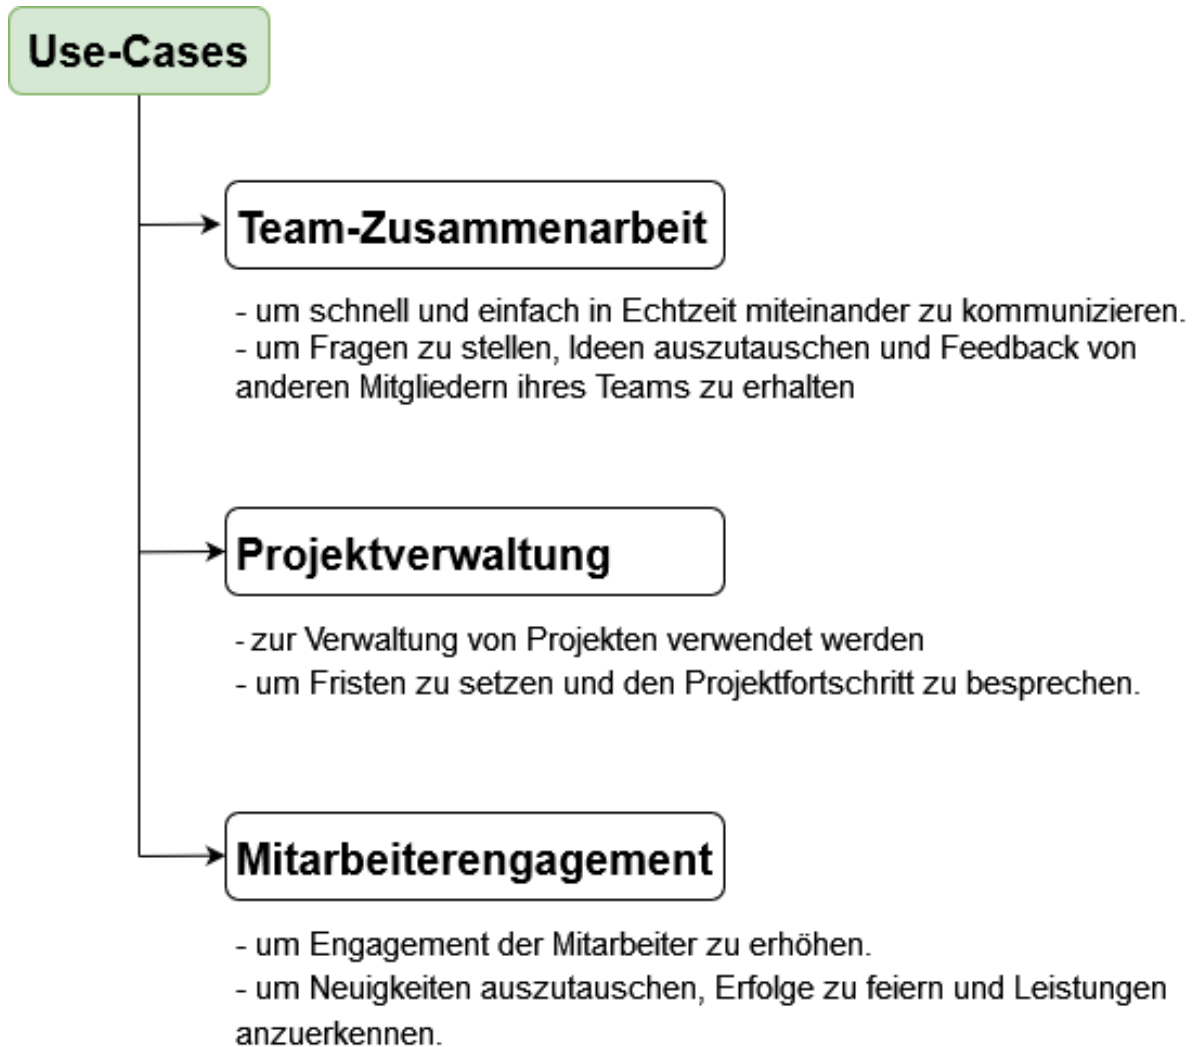 Use-Cases
Team-Zusammenarbeit
- um schnell und einfach in Echtzeit miteinander zu kommunizieren.
- um Fragen zu stellen, Ideen auszutauschen und Feedback von
anderen Mitgliedern ihres Teams zu erhalten
Projektverwaltung
- zur Verwaltung von Projekten verwendet werden
- um Fristen zu setzen und den Projektfortschritt zu besprechen.
Mitarbeiterengagement
- um Engagement der Mitarbeiter zu erhöhen.
- um Neuigkeiten auszutauschen, Erfolge zu feiern und Leistungen
anzuerkennen.